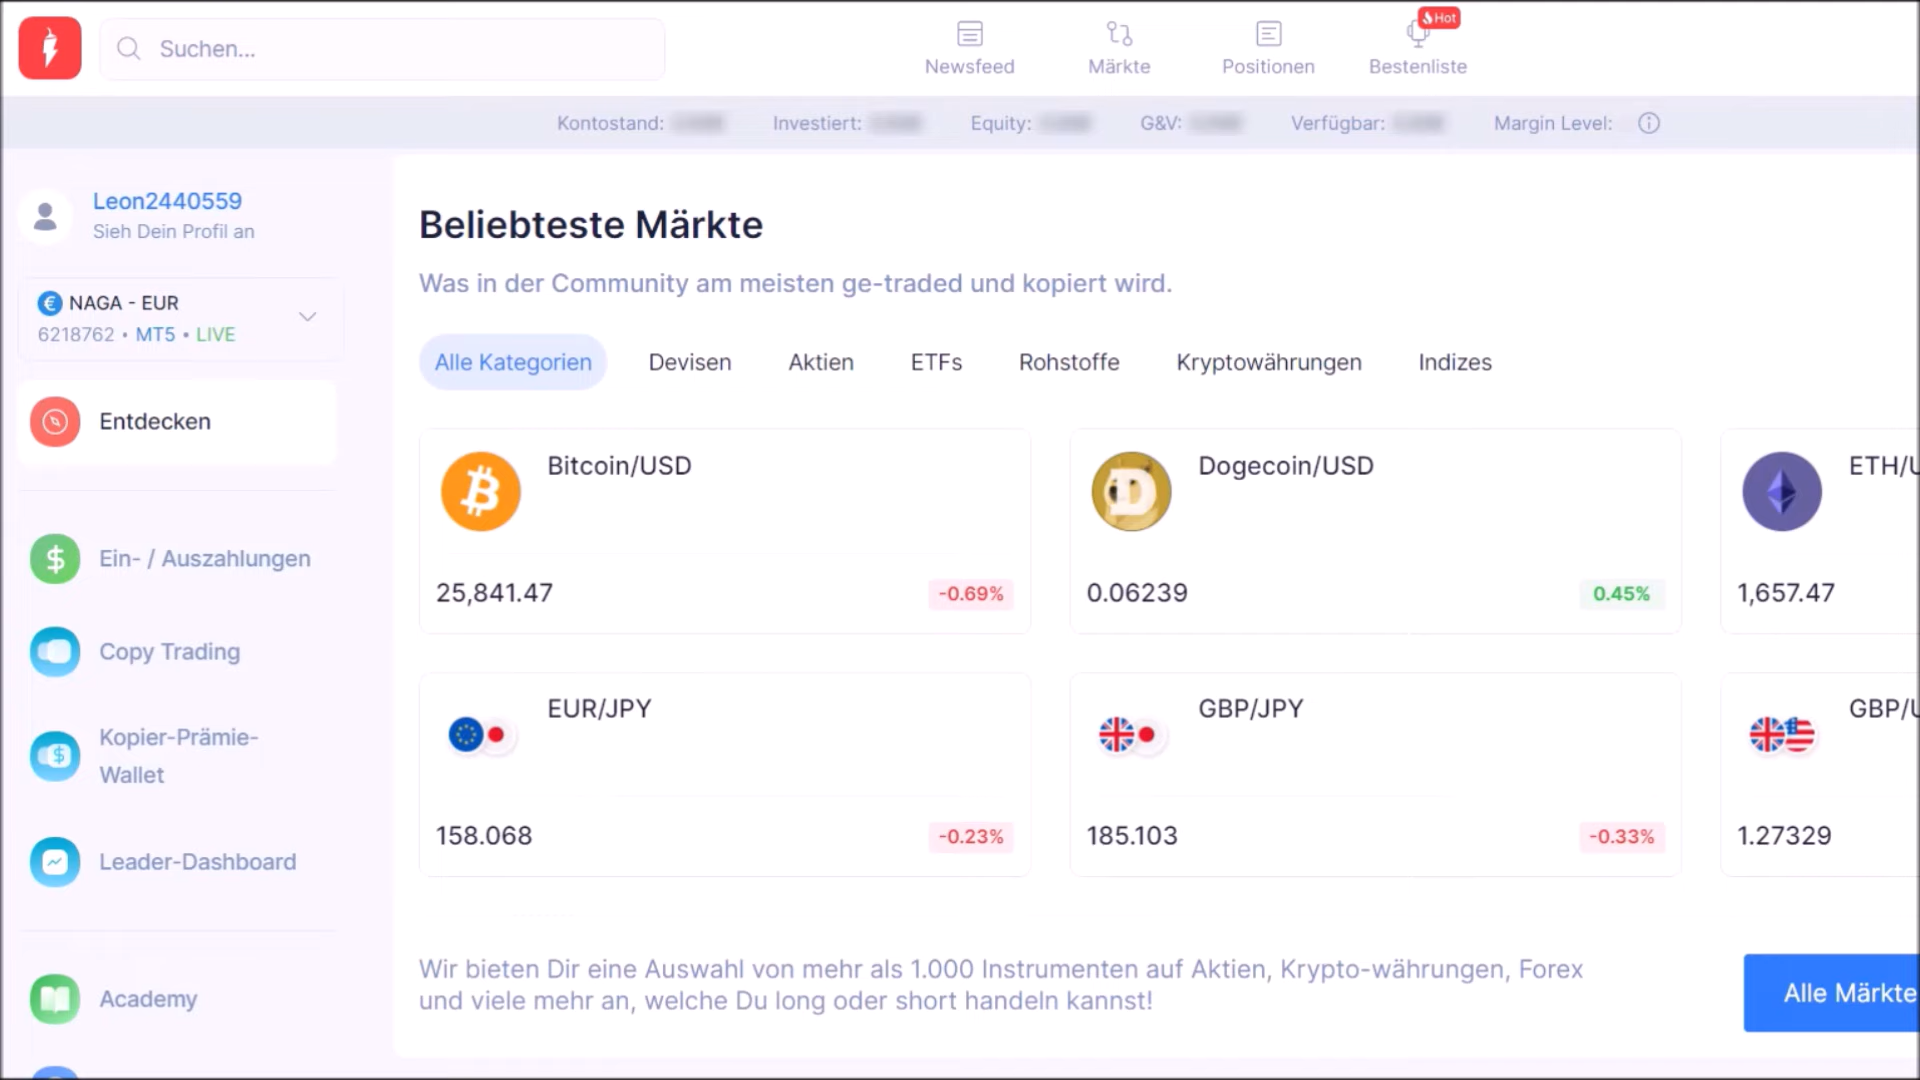 Suchen...
Newsfeed
Märkte
Positionen
Hot
Bestenliste
Kontostand:
Investiert:
Equity:
G&V:
Verfügbar:
Margin Level:
Leon2440559
Sieh Dein Profil an
NAGA - EUR
6218762 • MT5 • LIVE
Entdecken
Ein- / Auszahlungen
Copy Trading
Kopier-Prämie-
Wallet
Leader-Dashboard
Academy
Beliebteste Märkte
Was in der Community am meisten ge-traded und kopiert wird.
Alle Kategorien
Devisen
Aktien
ETFs
Rohstoffe
Kryptowährungen
Indizes
Bitcoin/USD
25,841.47
-0.69%
Dogecoin/USD
0.06239
0.45%
ETH/U
1,657.47
EUR/JPY
158.068
-0.23%
GBP/JPY
185.103
-0.33%
GBP/U
1.27329
Wir bieten Dir eine Auswahl von mehr als 1.000 Instrumenten auf Aktien, Krypto-währungen, Forex
und viele mehr an, welche Du long oder short handeln kannst!
Alle Märkte